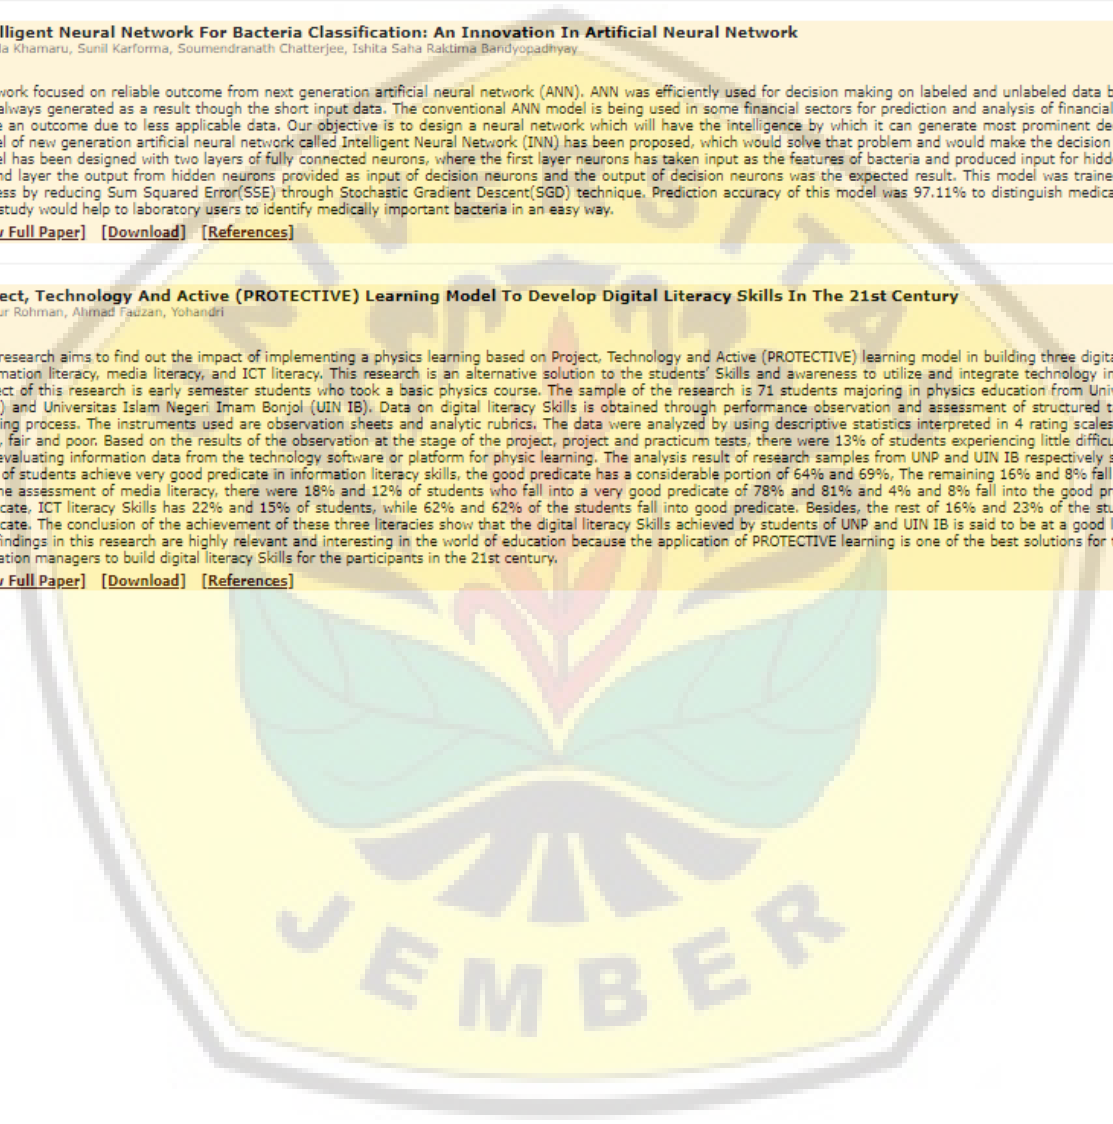 lligent Neural Network For Bacteria Classification: An Innovation In Artificial Neural Network
la Khamaru, Sunil Karforma, Soumendranath Chatterjee, Ishita Saha Raktima Bandyopadhyay
work focused on reliable outcome from next generation artificial neural network (ANN). ANN was efficiently used for decision making on labeled and unlabeled data b
always generated as a result though the short input data. The conventional ANN model is being used in some financial sectors for prediction and analysis of financial
e an outcome due to less applicable data. Our objective is to design a neural network which will have the intelligence by which it can generate most prominent de
el of new generation artificial neural network called Intelligent Neural Network (INN) has been proposed, which would solve that problem and would make the decision
el has been designed with two layers of fully connected neurons, where the first layer neurons has taken input as the features of bacteria and produced input for hidd
nd layer the output from hidden neurons provided as input of decision neurons and the output of decision neurons was the expected result. This model was traine
ess by reducing Sum Squared Error(SSE) through Stochastic Gradient Descent(SGD) technique. Prediction accuracy of this model was 97.11% to distinguish medica
study would help to laboratory users to identify medically important bacteria in an easy way.
w Full Paper] [Download] [References]
ect, Technology And Active (PROTECTIVE) Learning Model To Develop Digital Literacy Skills In The 21st Century
ur Rohman, Ahmad Fauzan, Yohandri
research aims to find out the impact of implementing a physics learning based on Project, Technology and Active (PROTECTIVE) learning model in building three digita
mation literacy, media literacy, and ICT literacy. This research is an alternative solution to the students' Skills and awareness to utilize and integrate technology in
ect of this research is early semester students who took a basic physics course. The sample of the research is 71 students majoring in physics education from Univ
) and Universitas Islam Negeri Imam Bonjol (UIN IB). Data on digital literacy Skills is obtained through performance observation and assessment of structured t
ing process. The instruments used are observation sheets and analytic rubrics. The data were analyzed by using descriptive statistics interpreted in 4 rating scales
, fair and poor. Based on the results of the observation at the stage of the project, project and practicum tests, there were 13% of students experiencing little difficu
evaluating information data from the technology software or platform for physic learning. The analysis result of research samples from UNP and UIN IB respectively s
of students achieve very good predicate in information literacy skills, the good predicate has a considerable portion of 64% and 69%, The remaining 16% and 8% fall
he assessment of media literacy, there were 18% and 12% of students who fall into a very good predicate of 78% and 81% and 4% and 8% fall into the good pr
cate, ICT literacy Skills has 22% and 15% of students, while 62% and 62% of the students fall into good predicate. Besides, the rest of 16% and 23% of the stu
cate. The conclusion of the achievement of these three literacies show that the digital literacy Skills achieved by students of UNP and UIN IB is said to be at a good l
findings in this research are highly relevant and interesting in the world of education because the application of PROTECTIVE learning is one of the best solutions for
ation managers to build digital literacy Skills for the participants in the 21st century.
w Full Paper] [Download] [References]
NIVERSITA
JEMBER